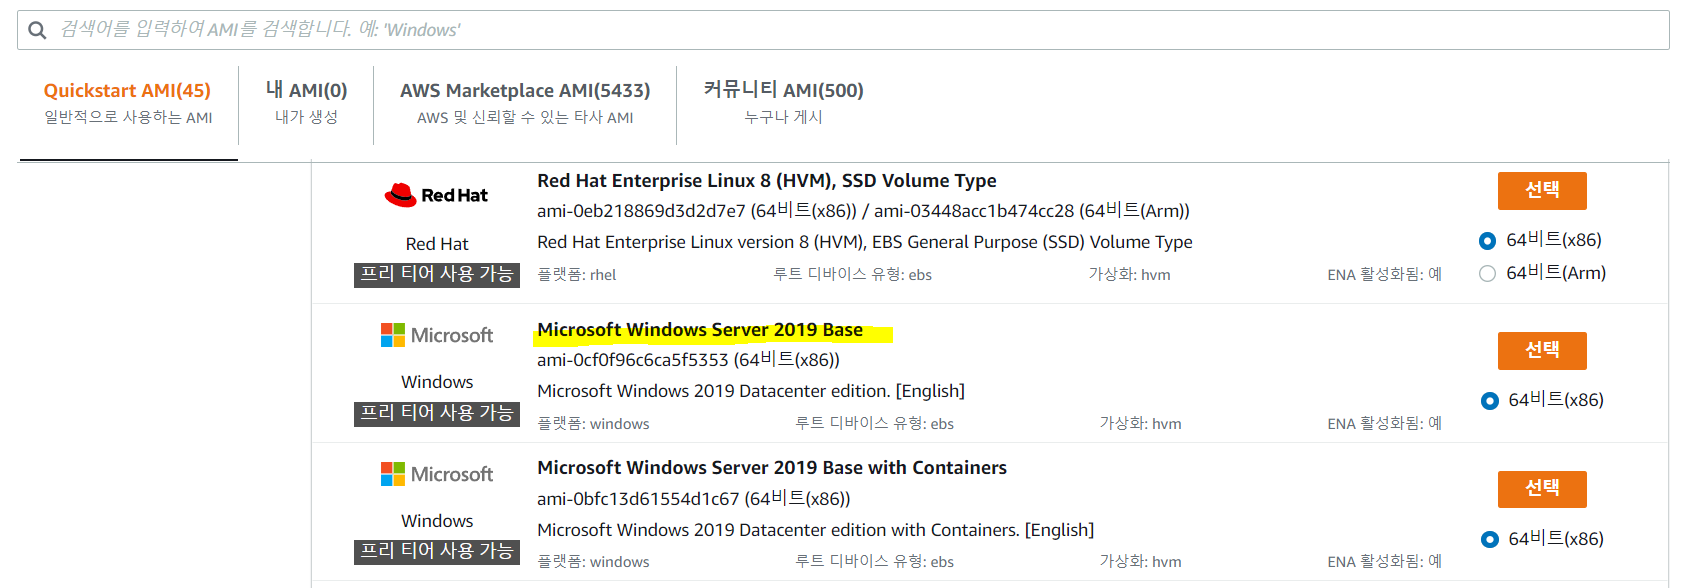 검색어를 입력하여 AMI를 검색합니다. 예: 'Windows'
Quickstart AMI(45)
일반적으로 사용하는 AMI
내 AMI(0)
내가 생성
AWS Marketplace AMI(5433)
AWS 및 신뢰할 수 있는 타사 AMI
커뮤니티 AMI(500)
누구나 게시
Red Hat
Red Hat
프리 티어 사용 가능
Red Hat Enterprise Linux 8 (HVM), SSD Volume Type
ami-0eb218869d3d2d7e7 (64비트(x86)) / ami-03448acc1b474cc28 (64비트(Arm))
Red Hat Enterprise Linux version 8 (HVM), EBS General Purpose (SSD) Volume Type
플랫폼: rhel 루트 디바이스 유형: ebs 가상화: hvm ENA 활성화됨: 예
선택
64비트(x86)
64비트(Arm)
Microsoft
Windows
프리 티어 사용 가능
Microsoft Windows Server 2019 Base
ami-0cf0f96c6ca5f5353 (64비트(x86))
Microsoft Windows 2019 Datacenter edition. [English]
플랫폼: windows 루트 디바이스 유형: ebs 가상화: hvm ENA 활성화됨: 예
선택
64비트(x86)
Microsoft
Windows
프리 티어 사용 가능
Microsoft Windows Server 2019 Base with Containers
ami-0bfc13d61554d1c67 (64비트(x86))
Microsoft Windows 2019 Datacenter edition with Containers. [English]
플랫폼: windows 루트 디바이스 유형: ebs 가상화: hvm ENA 활성화됨: 예
선택
64비트(x86)